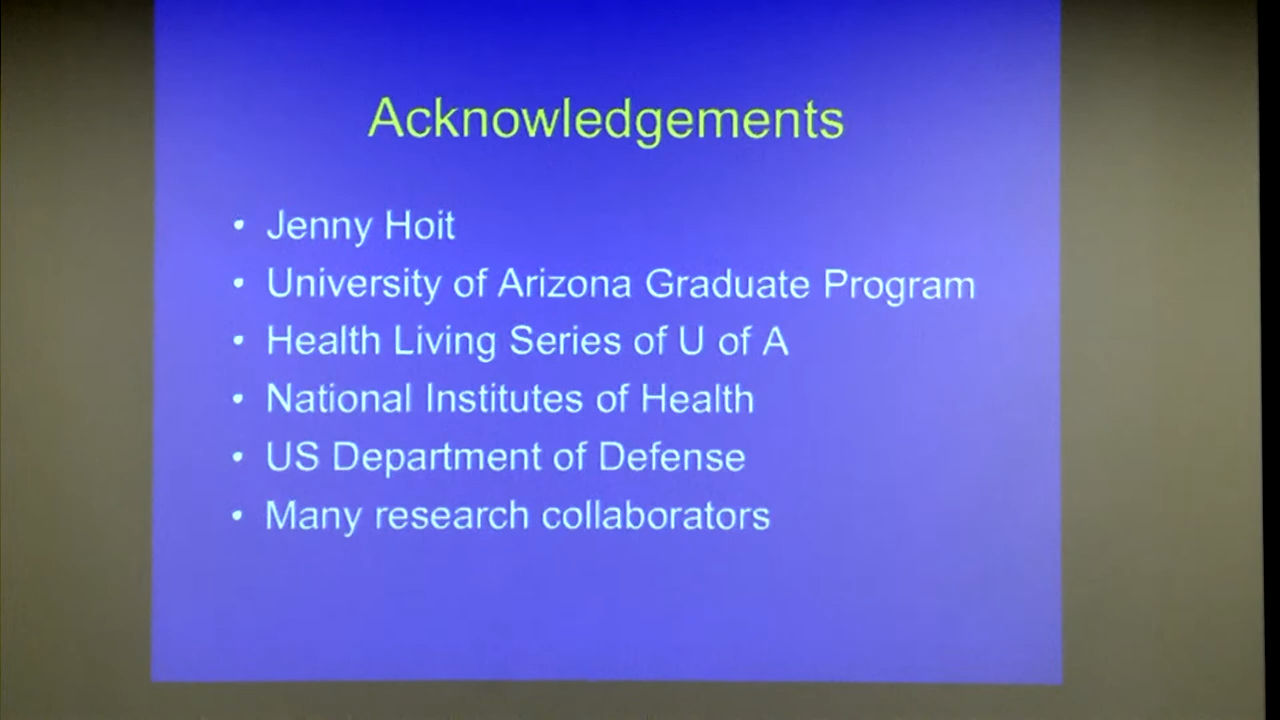 Acknowledgements
• Jenny Hoit
• University of Arizona Graduate Program
• Health Living Series of U of A
• National Institutes of Health
• US Department of Defense
• Many research collaborators